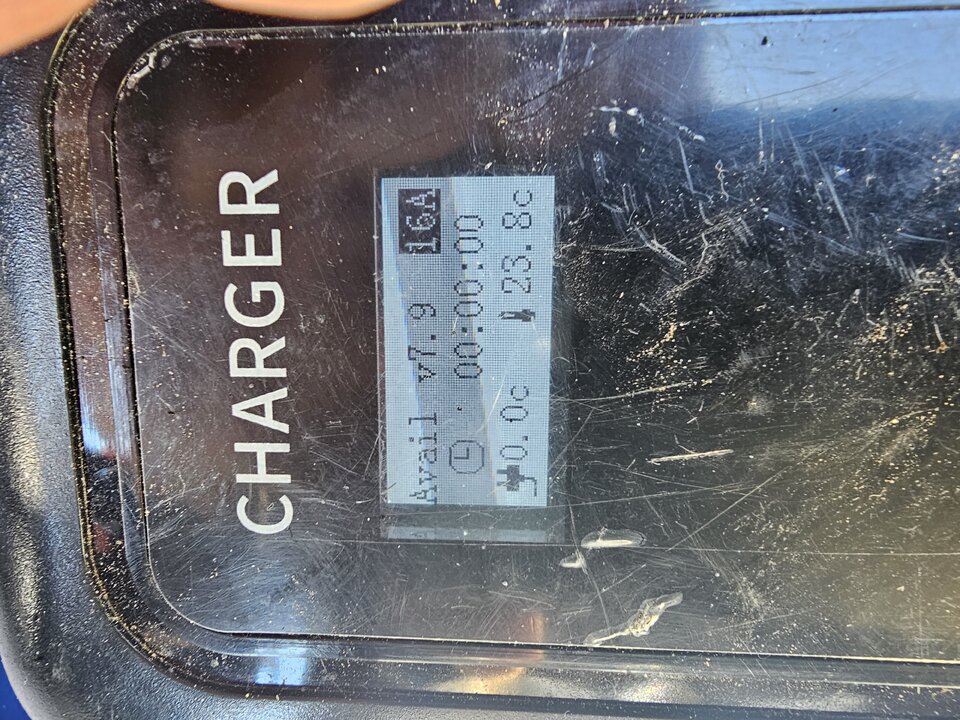 CHARGER
Avail v7.9 16A
00:00:00
0.0c 23.8c